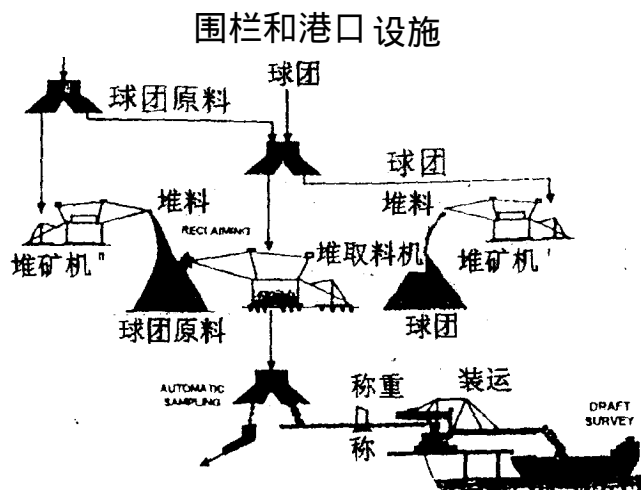 围栏和港口 设施
球团
球团原料
球团
堆料
堆料
RECLAIMING
堆取料机
堆矿机"
堆矿机'
球团原料
球团
AUTOMATIC
SAMPLING
称重
装运
DRAFT
SURVEY
称